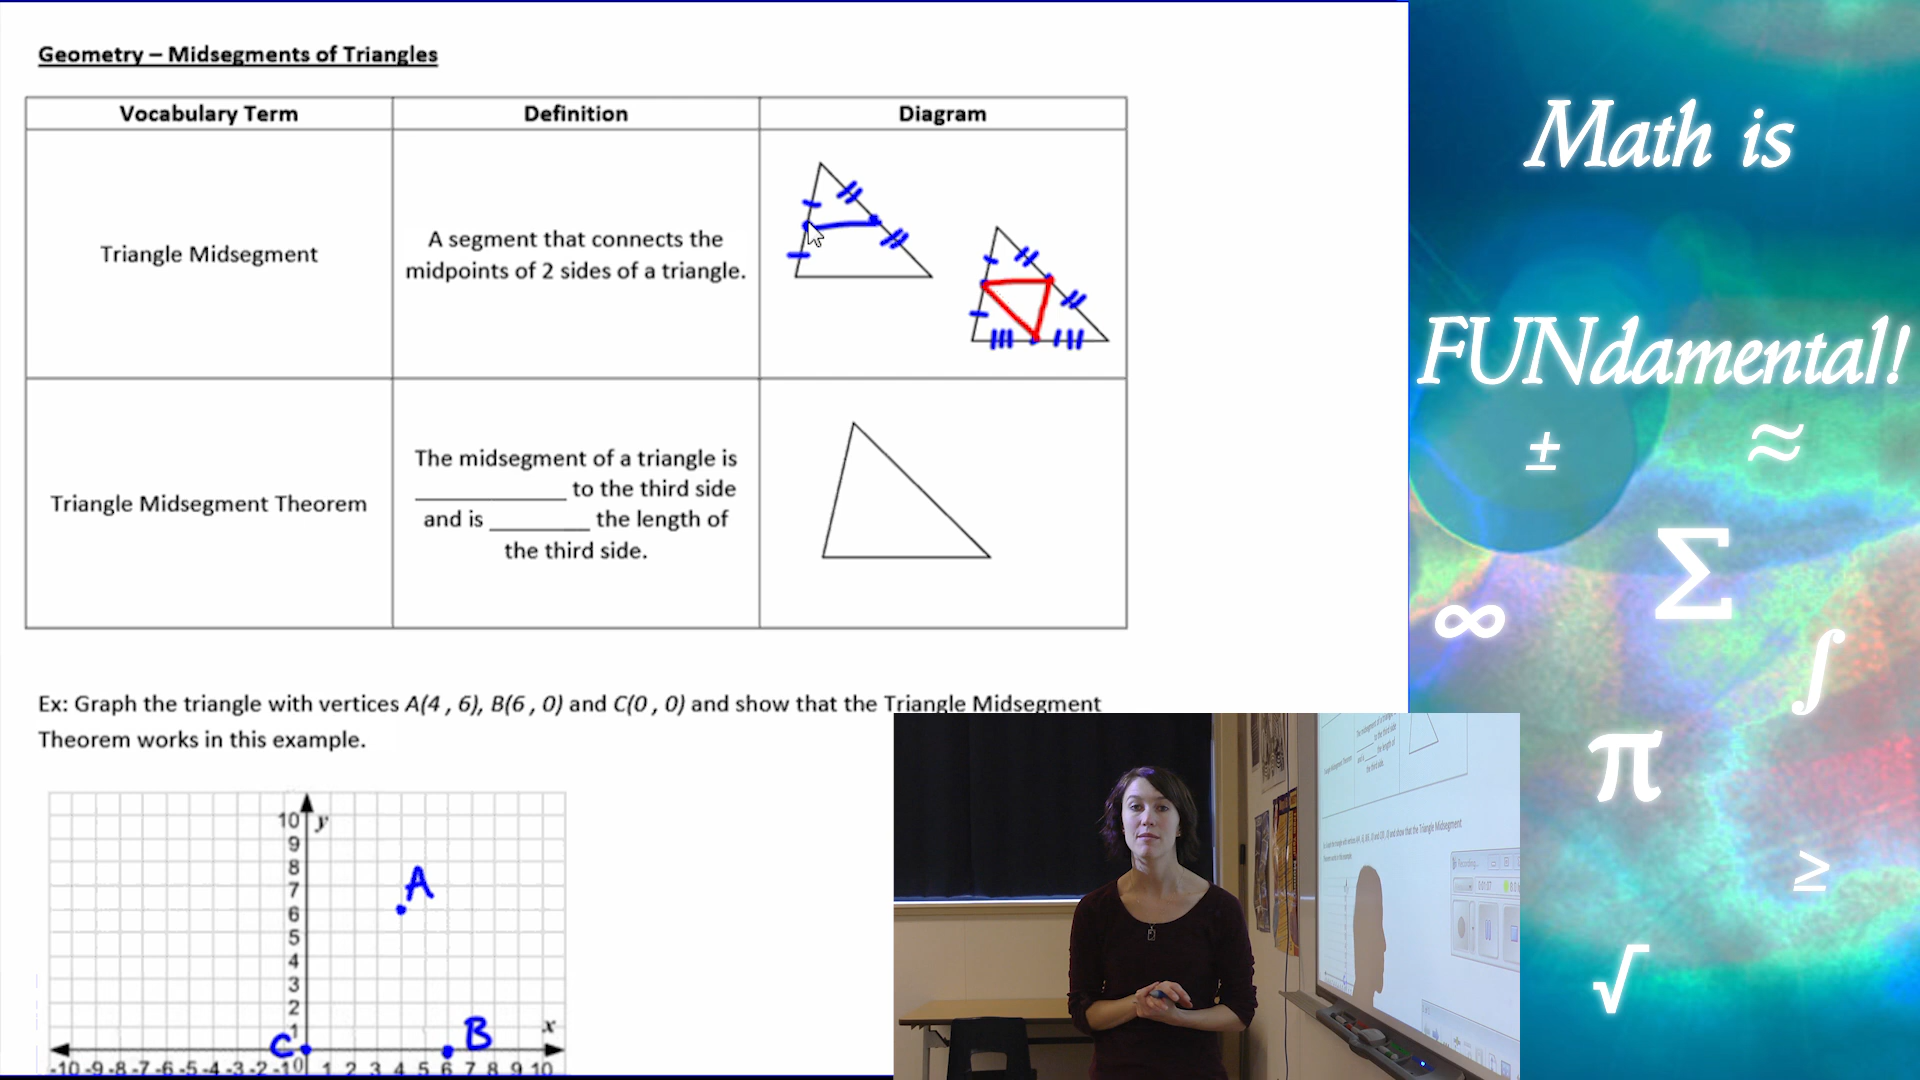 Geometry – Midsegments of Triangles
Vocabulary Term
Definition
Diagram
Triangle Midsegment
A segment that connects the
midpoints of 2 sides of a triangle.
Triangle Midsegment Theorem
The midsegment of a triangle is
______________ to the third side
and is _________ the length of
the third side.
Ex: Graph the triangle with vertices A(4 , 6), B(6 , 0) and C(0 , 0) and show that the Triangle Midsegment
Theorem works in this example.
10 y
9
8
7
6
5
4
3
2
1
A
B
C
x
-10 -9 -8 -7 -6 -5 -4 -3 -2 -1 0 1 2 3 4 5 6 7 8 9 10
Math is
FUNdamental!
± ≈
Σ
∞
∫
π
≥
√